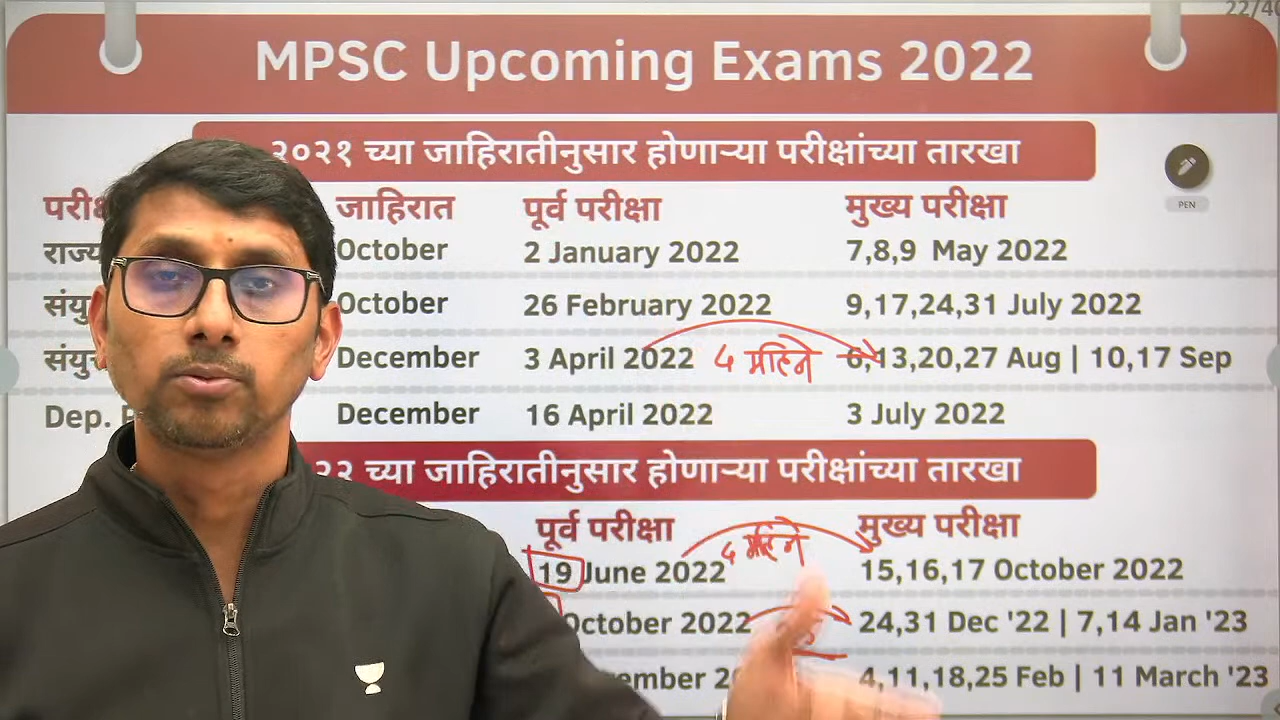 22/40
MPSC Upcoming Exams 2022
२०२१ च्या जाहिरातीनुसार होणाऱ्या परीक्षांच्या तारखा
PEN
जाहिरात पूर्व परीक्षा मुख्य परीक्षा
October 2 January 2022 7,8,9 May 2022
October 26 February 2022 9,17,24,31 July 2022
December 3 April 2022 4 महिने 6,13,20,27 Aug | 10,17 Sep
Dep. December 16 April 2022 3 July 2022
च्या जाहिरातीनुसार होणाऱ्या परीक्षांच्या तारखा
पूर्व परीक्षा मुख्य परीक्षा
4 महिने
19 June 2022 15,16,17 October 2022
October 2022 24,31 Dec '22 | 7,14 Jan '23
4,11,18,25 Feb | 11 March '23